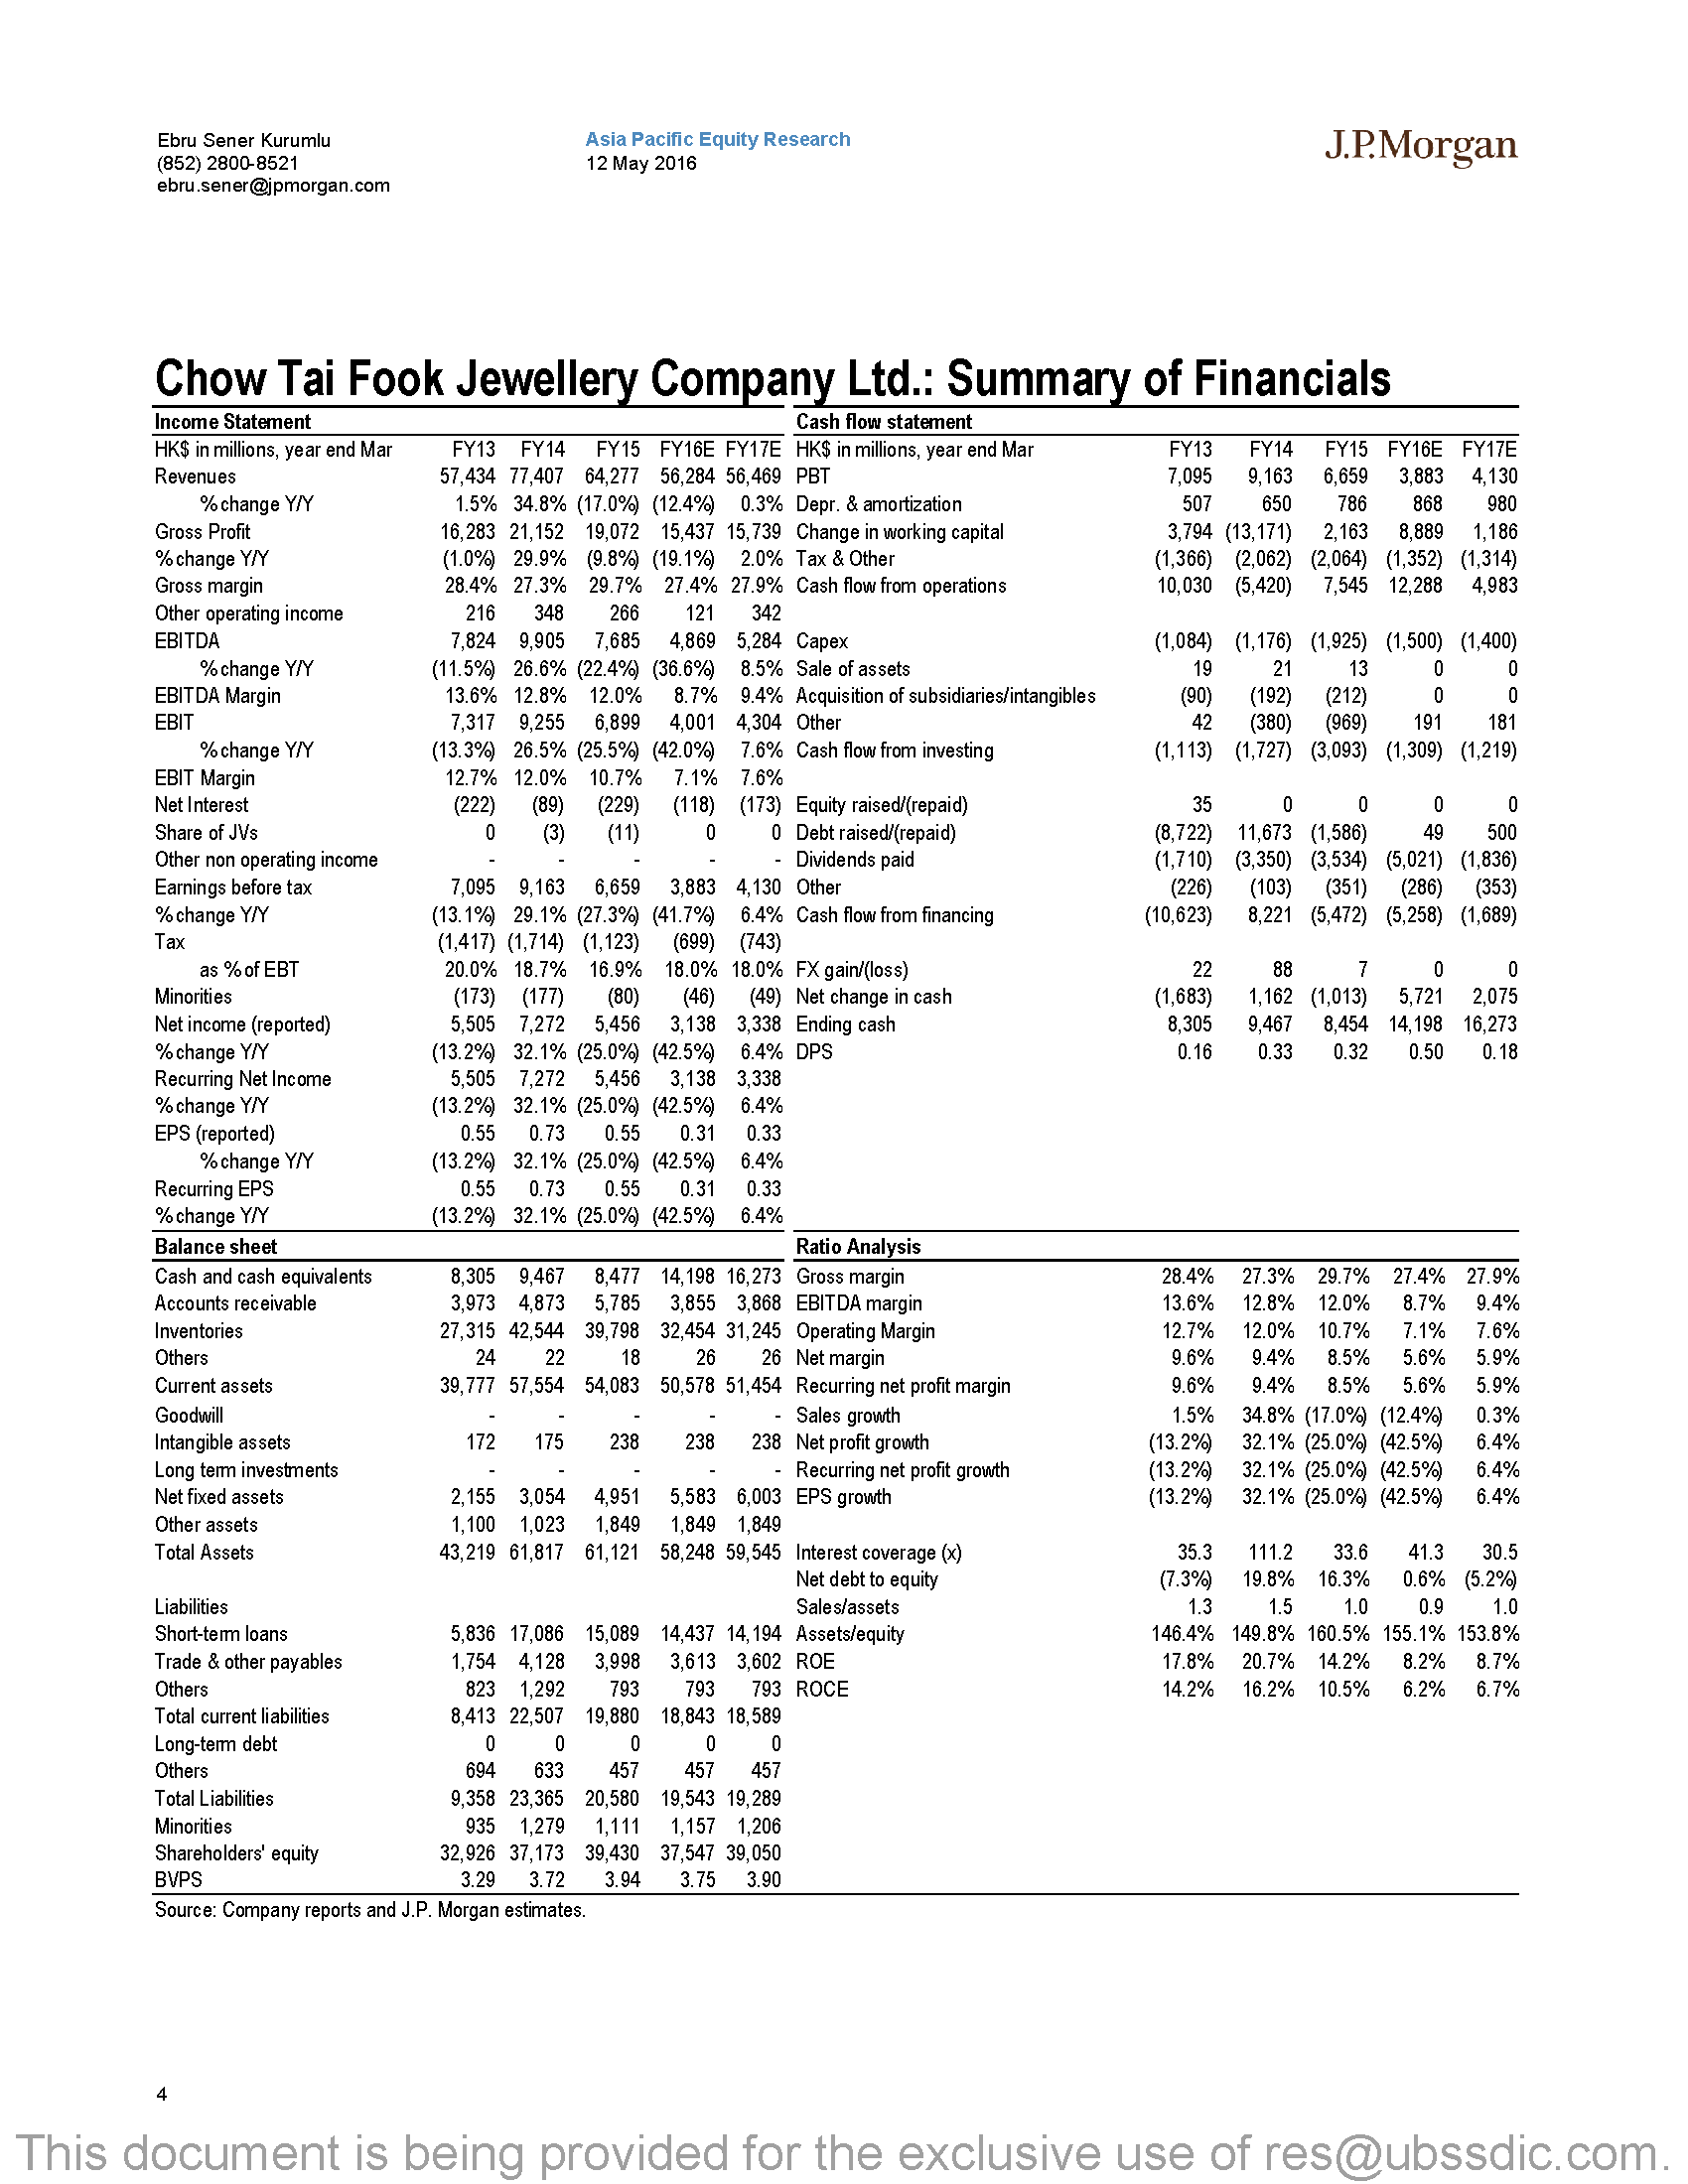 Ebru Sener Kurumlu
(852) 2800-8521
ebru.sener@jpmorgan.com
Asia Pacific Equity Research
12 May 2016
J.P.Morgan
Chow Tai Fook Jewellery Company Ltd.: Summary of Financials
Income Statement
HK$ in millions, year end Mar FY13 FY14 FY15 FY16E FY17E
Revenues 57,434 77,407 64,277 56,284 56,469
% change Y/Y 1.5% 34.8% (17.0%) (12.4%) 0.3%
Gross Profit 16,283 21,152 19,072 15,437 15,739
% change Y/Y (1.0%) 29.9% (9.8%) (19.1%) 2.0%
Gross margin 28.4% 27.3% 29.7% 27.4% 27.9%
Other operating income 216 348 266 121 342
EBITDA 7,824 9,905 7,685 4,869 5,284
% change Y/Y (11.5%) 26.6% (22.4%) (36.6%) 8.5%
EBITDA Margin 13.6% 12.8% 12.0% 8.7% 9.4%
EBIT 7,317 9,255 6,899 4,001 4,304
% change Y/Y (13.3%) 26.5% (25.5%) (42.0%) 7.6%
EBIT Margin 12.7% 12.0% 10.7% 7.1% 7.6%
Net Interest (222) (89) (229) (118) (173)
Share of JVs 0 (3) (11) 0 0
Other non operating income - - - - -
Earnings before tax 7,095 9,163 6,659 3,883 4,130
% change Y/Y (13.1%) 29.1% (27.3%) (41.7%) 6.4%
Tax (1,417) (1,714) (1,123) (699) (743)
as % of EBT 20.0% 18.7% 16.9% 18.0% 18.0%
Minorities (173) (177) (80) (46) (49)
Net income (reported) 5,505 7,272 5,456 3,138 3,338
% change Y/Y (13.2%) 32.1% (25.0%) (42.5%) 6.4%
Recurring Net Income 5,505 7,272 5,456 3,138 3,338
% change Y/Y (13.2%) 32.1% (25.0%) (42.5%) 6.4%
EPS (reported) 0.55 0.73 0.55 0.31 0.33
% change Y/Y (13.2%) 32.1% (25.0%) (42.5%) 6.4%
Recurring EPS 0.55 0.73 0.55 0.31 0.33
% change Y/Y (13.2%) 32.1% (25.0%) (42.5%) 6.4%
Cash flow statement
HK$ in millions, year end Mar FY13 FY14 FY15 FY16E FY17E
PBT 7,095 9,163 6,659 3,883 4,130
Depr. & amortization 507 650 786 868 980
Change in working capital 3,794 (13,171) 2,163 8,889 1,186
Tax & Other (1,366) (2,062) (2,064) (1,352) (1,314)
Cash flow from operations 10,030 (5,420) 7,545 12,288 4,983
Capex (1,084) (1,176) (1,925) (1,500) (1,400)
Sale of assets 19 21 13 0 0
Acquisition of subsidiaries/intangibles (90) (192) (212) 0 0
Other 42 (380) (969) 191 181
Cash flow from investing (1,113) (1,727) (3,093) (1,309) (1,219)
Equity raised/(repaid) 35 0 0 0 0
Debt raised/(repaid) (8,722) 11,673 (1,586) 49 500
Dividends paid (1,710) (3,350) (3,534) (5,021) (1,836)
Other (226) (103) (351) (286) (353)
Cash flow from financing (10,623) 8,221 (5,472) (5,258) (1,689)
FX gain/(loss) 22 88 7 0 0
Net change in cash (1,683) 1,162 (1,013) 5,721 2,075
Ending cash 8,305 9,467 8,454 14,198 16,273
DPS 0.16 0.33 0.32 0.50 0.18
Balance sheet
Cash and cash equivalents 8,305 9,467 8,477 14,198 16,273
Accounts receivable 3,973 4,873 5,785 3,855 3,868
Inventories 27,315 42,544 39,798 32,454 31,245
Others 24 22 18 26 26
Current assets 39,777 57,554 54,083 50,578 51,454
Goodwill - - - - -
Intangible assets 172 175 238 238 238
Long term investments - - - - -
Net fixed assets 2,155 3,054 4,951 5,583 6,003
Other assets 1,100 1,023 1,849 1,849 1,849
Total Assets 43,219 61,817 61,121 58,248 59,545
Liabilities
Short-term loans 5,836 17,086 15,089 14,437 14,194
Trade & other payables 1,754 4,128 3,998 3,613 3,602
Others 823 1,292 793 793 793
Total current liabilities 8,413 22,507 19,880 18,843 18,589
Long-term debt 0 0 0 0 0
Others 694 633 457 457 457
Total Liabilities 9,358 23,365 20,580 19,543 19,289
Minorities 935 1,279 1,111 1,157 1,206
Shareholders' equity 32,926 37,173 39,430 37,547 39,050
BVPS 3.29 3.72 3.94 3.75 3.90
Ratio Analysis
Gross margin 28.4% 27.3% 29.7% 27.4% 27.9%
EBITDA margin 13.6% 12.8% 12.0% 8.7% 9.4%
Operating Margin 12.7% 12.0% 10.7% 7.1% 7.6%
Net margin 9.6% 9.4% 8.5% 5.6% 5.9%
Recurring net profit margin 9.6% 9.4% 8.5% 5.6% 5.9%
Sales growth 1.5% 34.8% (17.0%) (12.4%) 0.3%
Net profit growth (13.2%) 32.1% (25.0%) (42.5%) 6.4%
Recurring net profit growth (13.2%) 32.1% (25.0%) (42.5%) 6.4%
EPS growth (13.2%) 32.1% (25.0%) (42.5%) 6.4%
Interest coverage (x) 35.3 111.2 33.6 41.3 30.5
Net debt to equity (7.3%) 19.8% 16.3% 0.6% (5.2%)
Sales/assets 1.3 1.5 1.0 0.9 1.0
Assets/equity 146.4% 149.8% 160.5% 155.1% 153.8%
ROE 17.8% 20.7% 14.2% 8.2% 8.7%
ROCE 14.2% 16.2% 10.5% 6.2% 6.7%
Source: Company reports and J.P. Morgan estimates.
4
This document is being provided for the exclusive use of res@ubssdic.com.